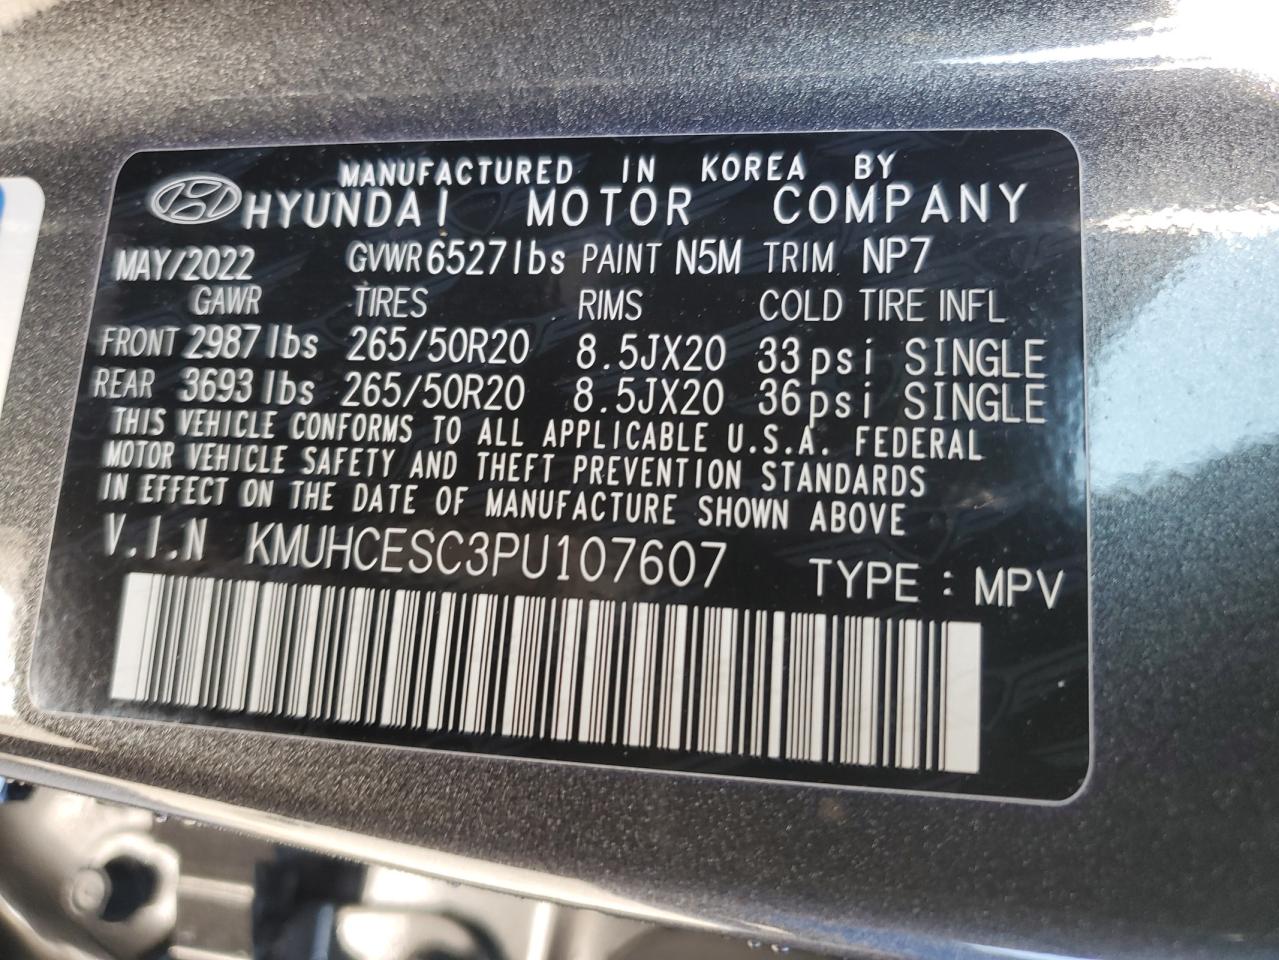 MANUFACTURED IN KOREA BY
HYUNDAI MOTOR COMPANY
MAY/2022 GVWR 6527lbs PAINT N5M TRIM NP7
GAWR TIRES RIMS COLD TIRE INFL
FRONT 2987lbs 265/50R20 8.5JX20 33psi SINGLE
REAR 3693lbs 265/50R20 8.5JX20 36psi SINGLE
THIS VEHICLE CONFORMS TO ALL APPLICABLE U.S.A. FEDERAL
MOTOR VEHICLE SAFETY AND THEFT PREVENTION STANDARDS
IN EFFECT ON THE DATE OF MANUFACTURE SHOWN ABOVE
V.I.N KMUHCESC3PU107607 TYPE : MPV